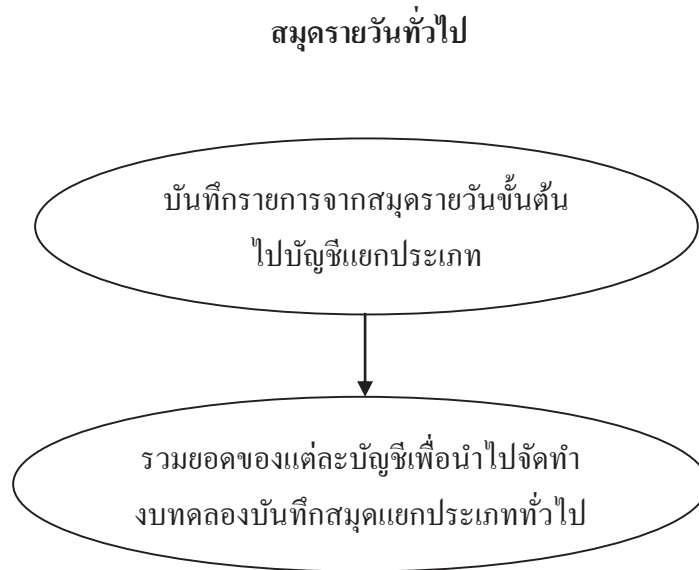 สมุดรายวันทั่วไป
บันทึกรายการจากสมุดรายวันขั้นต้น
ไปบัญชีแยกประเภท
รวมยอดของแต่ละบัญชีเพื่อนำไปจัดทำ
งบทดลองบันทึกสมุดแยกประเภททั่วไป